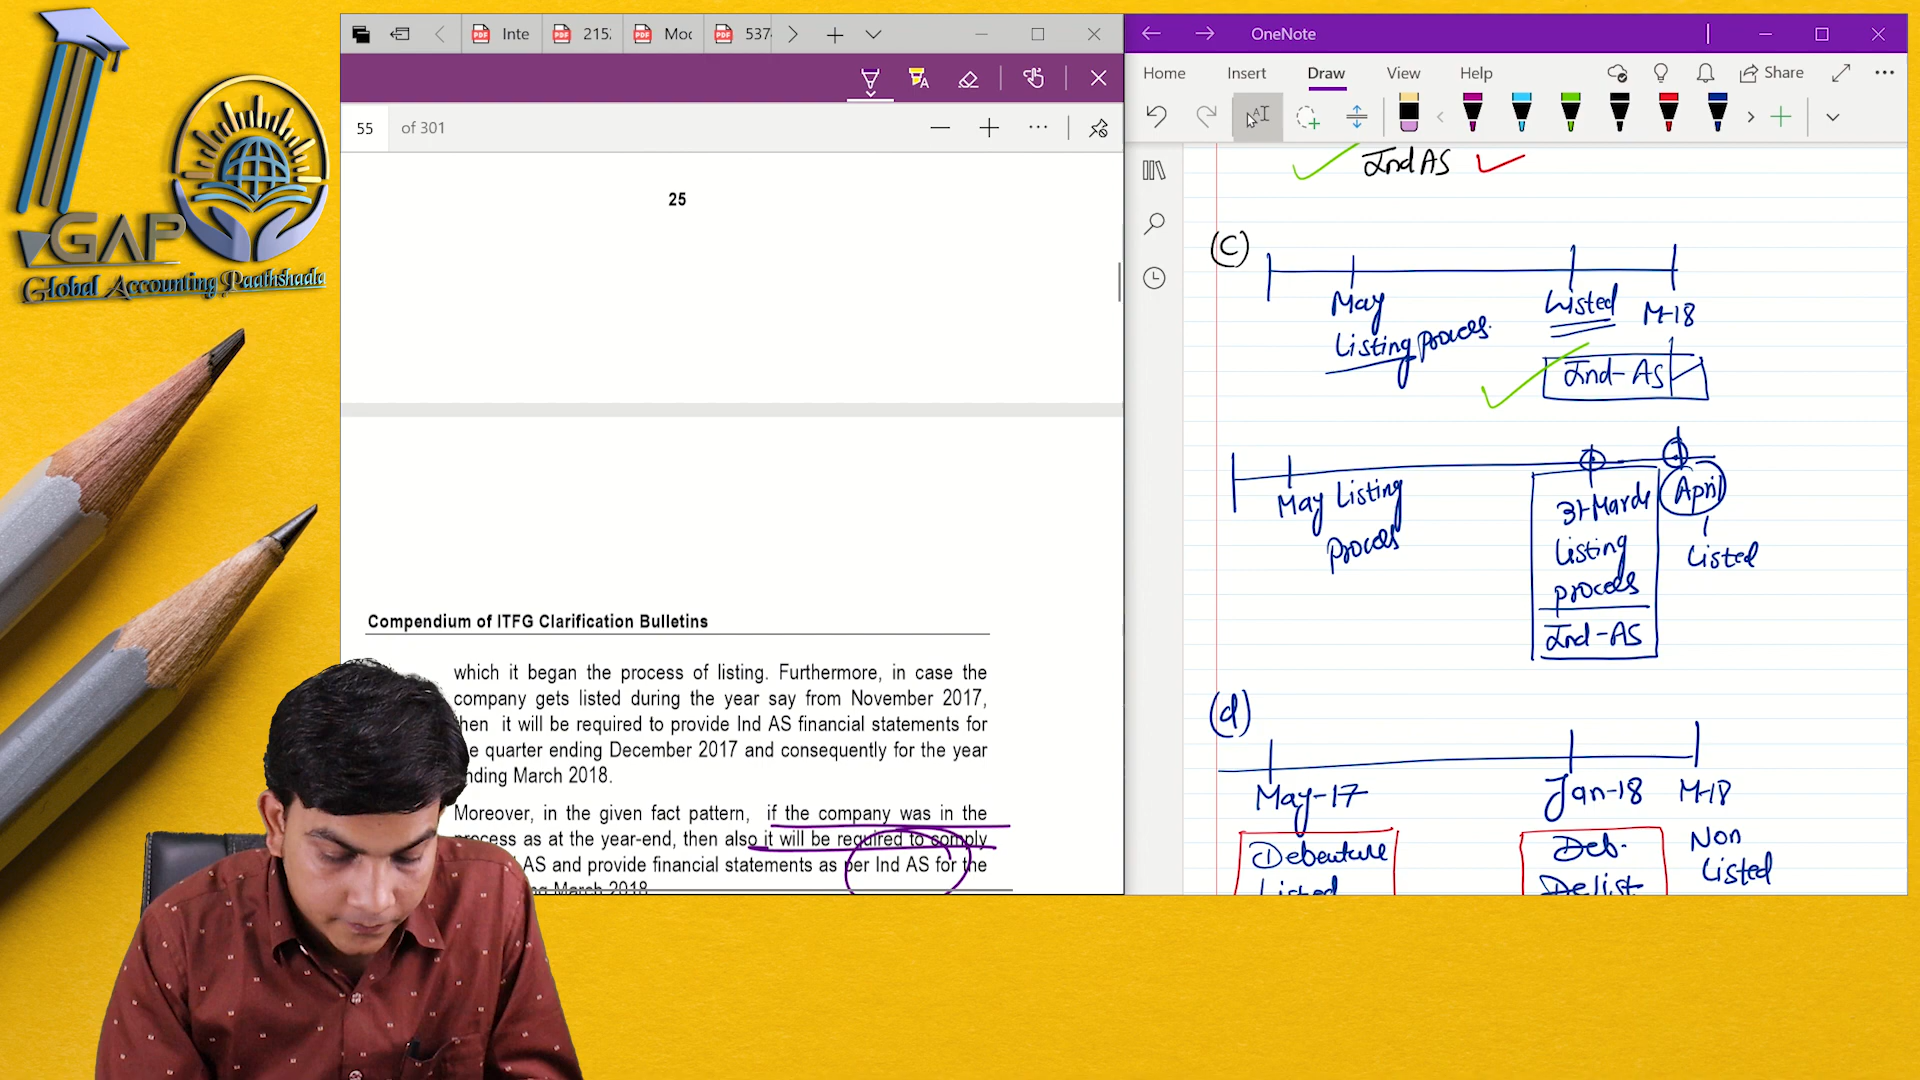 GAP
Global Accounting Paathshaala
Inte
215:
Moc
537
55 of 301
25
Compendium of ITFG Clarification Bulletins
which it began the process of listing. Furthermore, in case the
company gets listed during the year say from November 2017,
then it will be required to provide Ind AS financial statements for
quarter ending December 2017 and consequently for the year
ending March 2018.
Moreover, in the given fact pattern, if the company was in the
process as at the year-end, then also it will be required to comply
AS and provide financial statements as per Ind AS for the
March 2018
OneNote
Home Insert Draw View Help Share
Ind AS
(C)
May
Listing process.
Listed
M-18
Ind-AS
May Listing
process
31-March
Listing
process
Ind-AS
April
Listed
(d)
May-17
Jan-18
M-18
Debenture
Listed
Deb.
Delist
Non
Listed